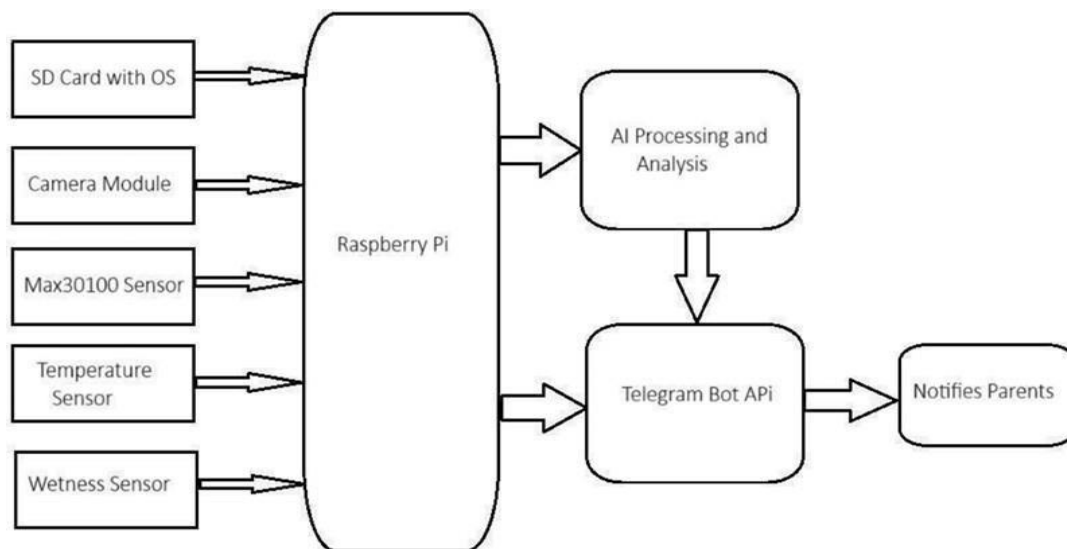 SD Card with OS
Camera Module
Max30100 Sensor
Temperature
Sensor
Wetness Sensor
Raspberry Pi
AI Processing and
Analysis
Telegram Bot APi
Notifies Parents